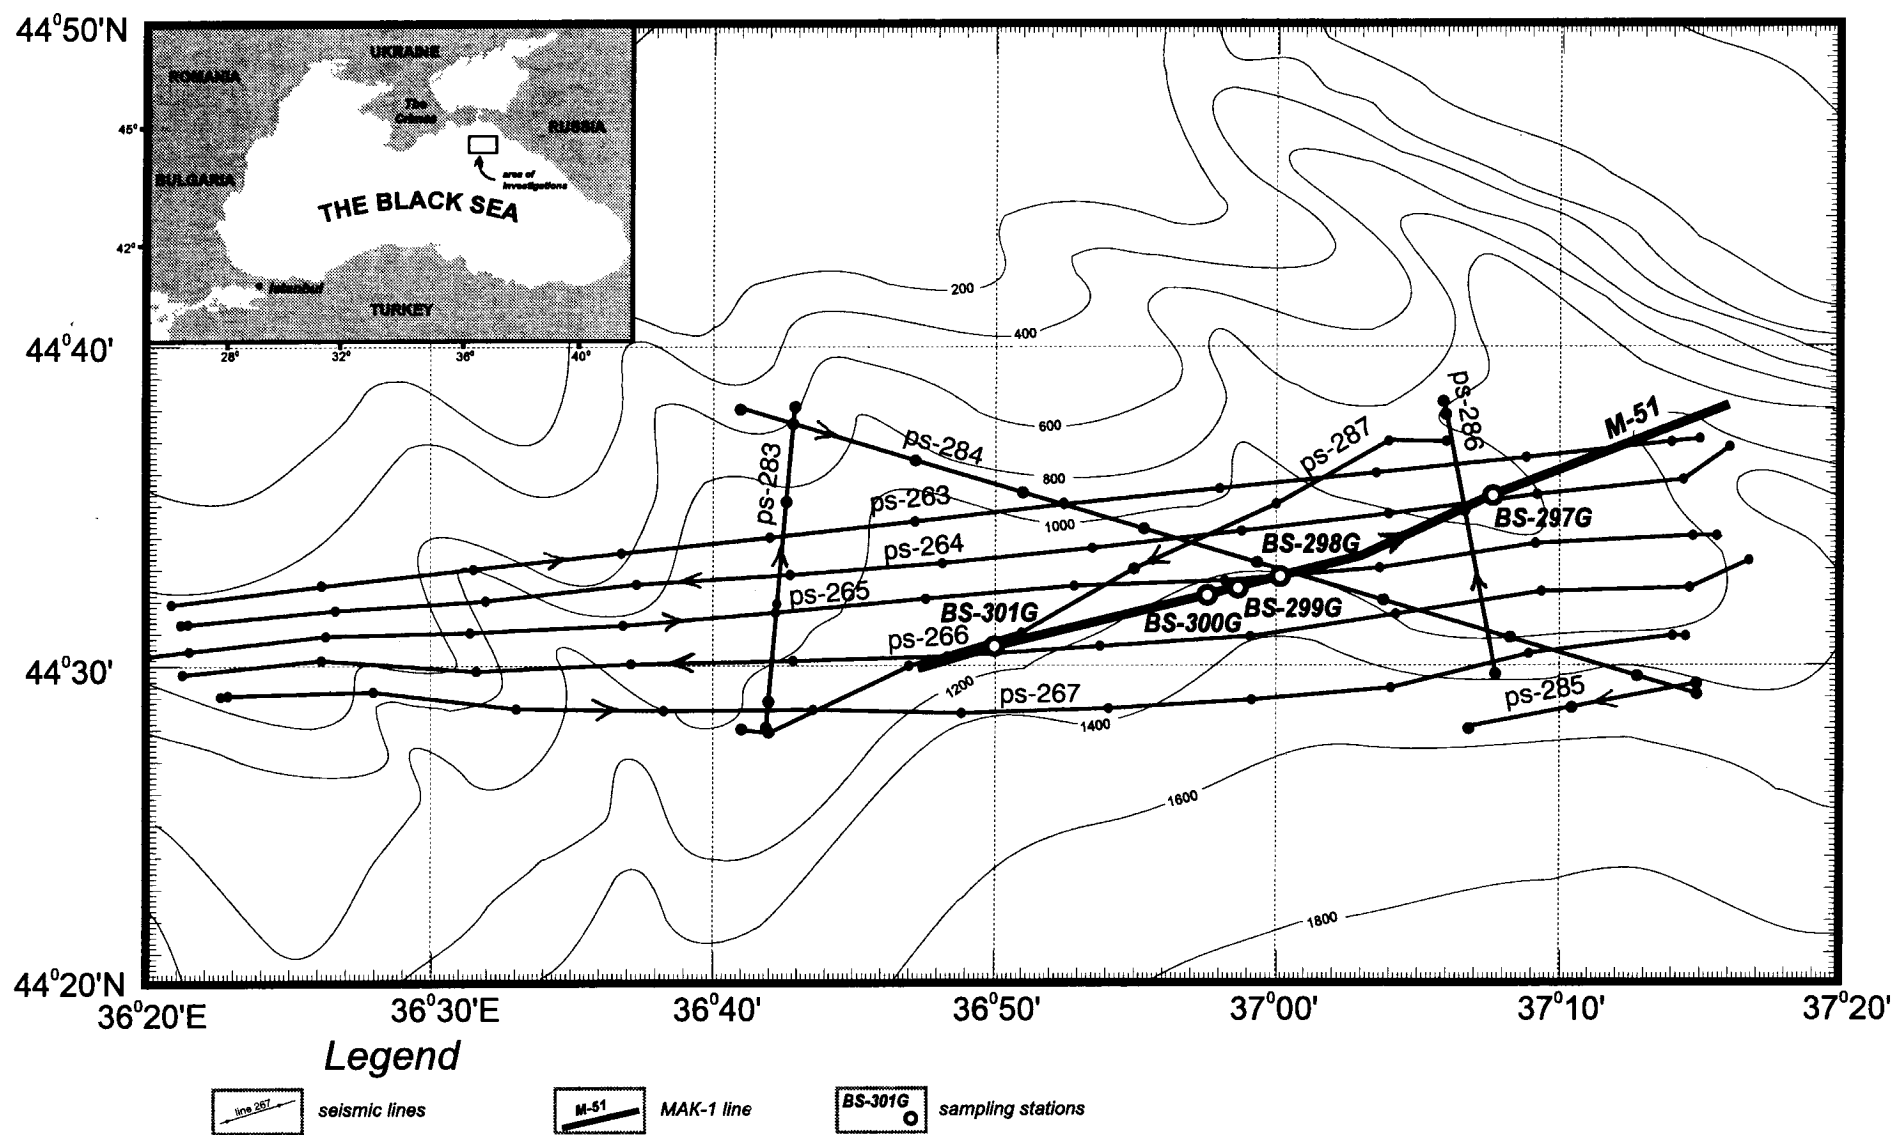 44°50'N
UKRAINE
ROMANIA
The
Crimea
RUSSIA
45°
area of
investigations
BULGARIA
THE BLACK SEA
42°
Istanbul
TURKEY
28°
32°
36°
40°
200
400
44°40'
ps-286
M-51
ps-287
600
ps-284
ps-283
800
ps-263
1000
BS-297G
ps-264
BS-298G
ps-265
BS-301G
BS-299G
BS-300G
ps-266
44°30'
1200
ps-267
ps-285
1400
1600
1800
44°20'N
36°20'E
36°30'E
36°40'
36°50'
37°00'
37°10'
37°20'
Legend
line 267
seismic lines
M-51
MAK-1 line
BS-301G
sampling stations